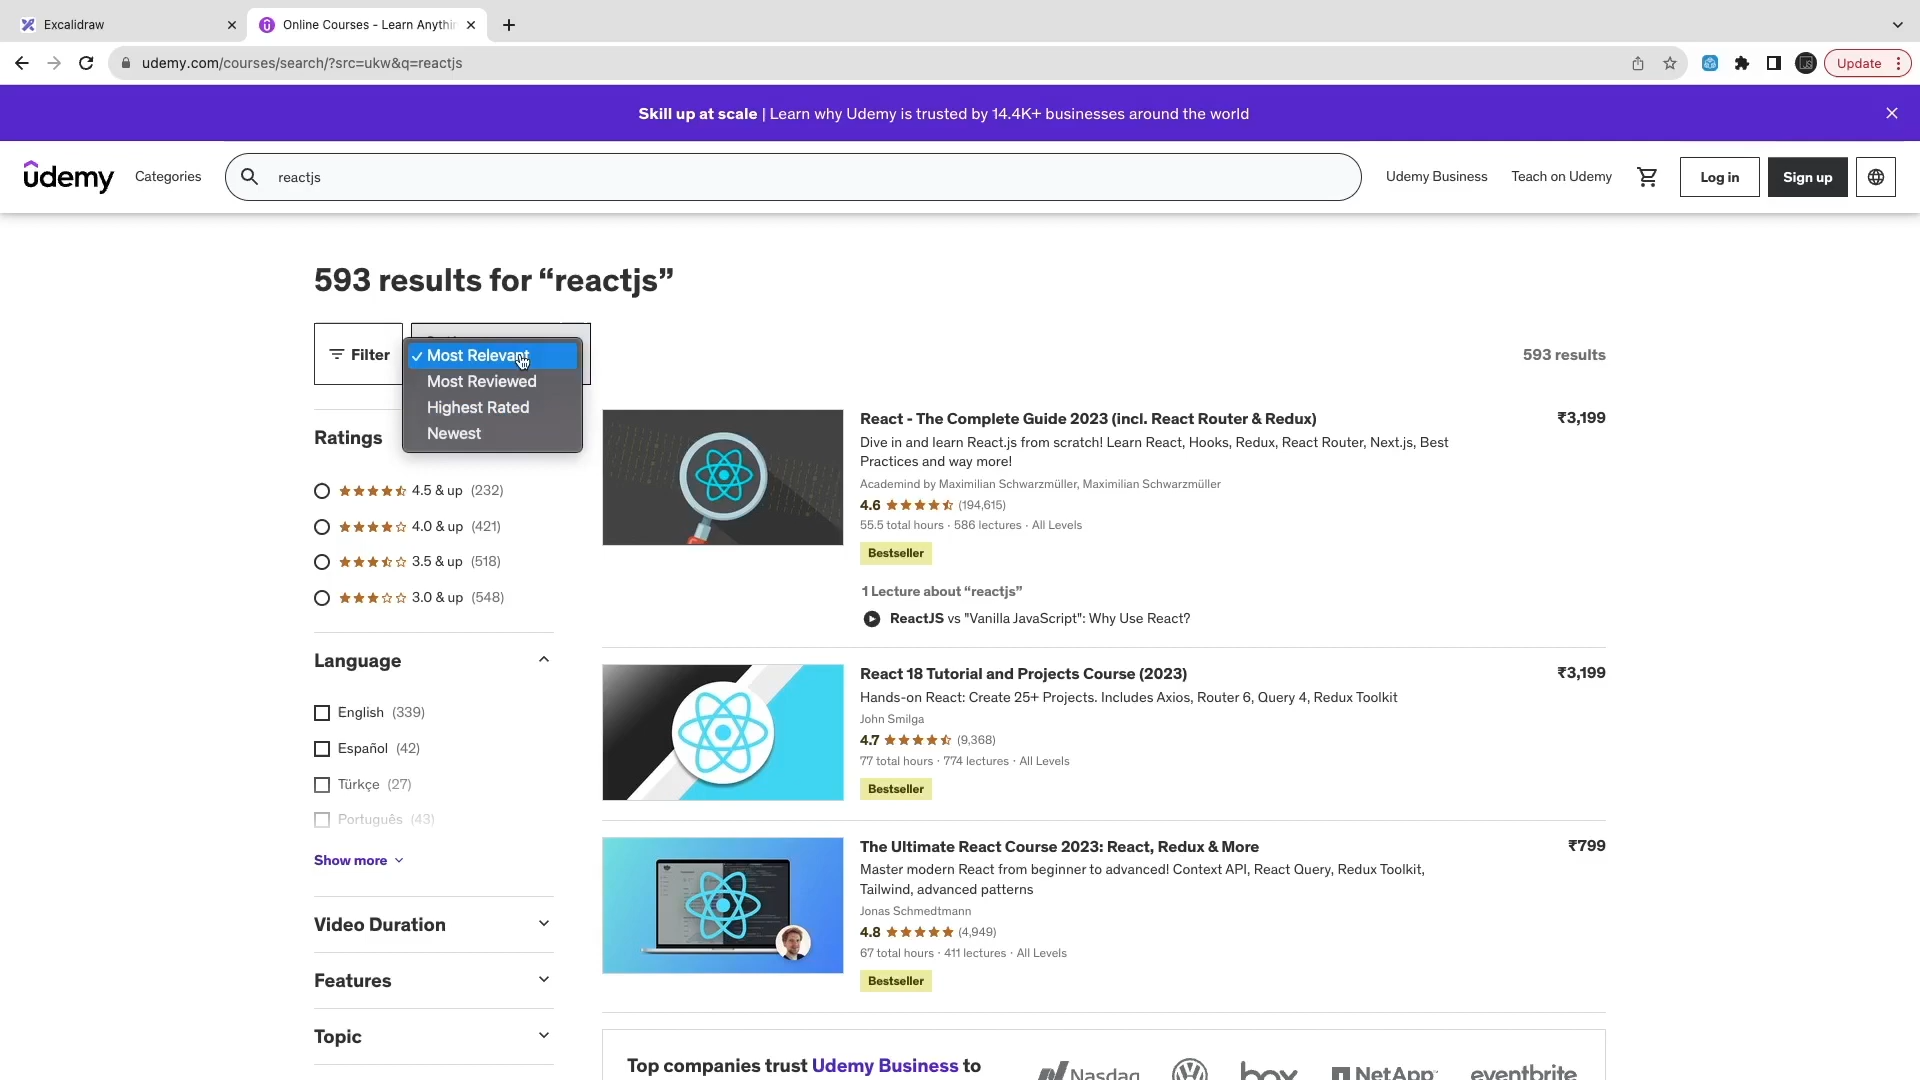 Excalidraw
Online Courses - Learn Anythin
udemy.com/courses/search/?src=ukw&q=reactjs
Update
Skill up at scale | Learn why Udemy is trusted by 14.4K+ businesses around the world
ûdemy
Categories
reactjs
Udemy Business
Teach on Udemy
Log in
Sign up
593 results for “reactjs”
Filter
✓ Most Relevant
Most Reviewed
Highest Rated
Newest
593 results
Ratings
4.5 & up (232)
4.0 & up (421)
3.5 & up (518)
3.0 & up (548)
Language
English (339)
Español (42)
Türkçe (27)
Português (43)
Show more
Video Duration
Features
Topic
React - The Complete Guide 2023 (incl. React Router & Redux)
₹3,199
Dive in and learn React.js from scratch! Learn React, Hooks, Redux, React Router, Next.js, Best
Practices and way more!
Academind by Maximilian Schwarzmüller, Maximilian Schwarzmüller
4.6 (194,615)
55.5 total hours · 586 lectures · All Levels
Bestseller
1 Lecture about “reactjs”
ReactJS vs "Vanilla JavaScript": Why Use React?
React 18 Tutorial and Projects Course (2023)
₹3,199
Hands-on React: Create 25+ Projects. Includes Axios, Router 6, Query 4, Redux Toolkit
John Smilga
4.7 (9,368)
77 total hours · 774 lectures · All Levels
Bestseller
The Ultimate React Course 2023: React, Redux & More
₹799
Master modern React from beginner to advanced! Context API, React Query, Redux Toolkit,
Tailwind, advanced patterns
Jonas Schmedtmann
4.8 (4,949)
67 total hours · 411 lectures · All Levels
Bestseller
Top companies trust Udemy Business to
Nasdaq
box
NetApp
eventbrite